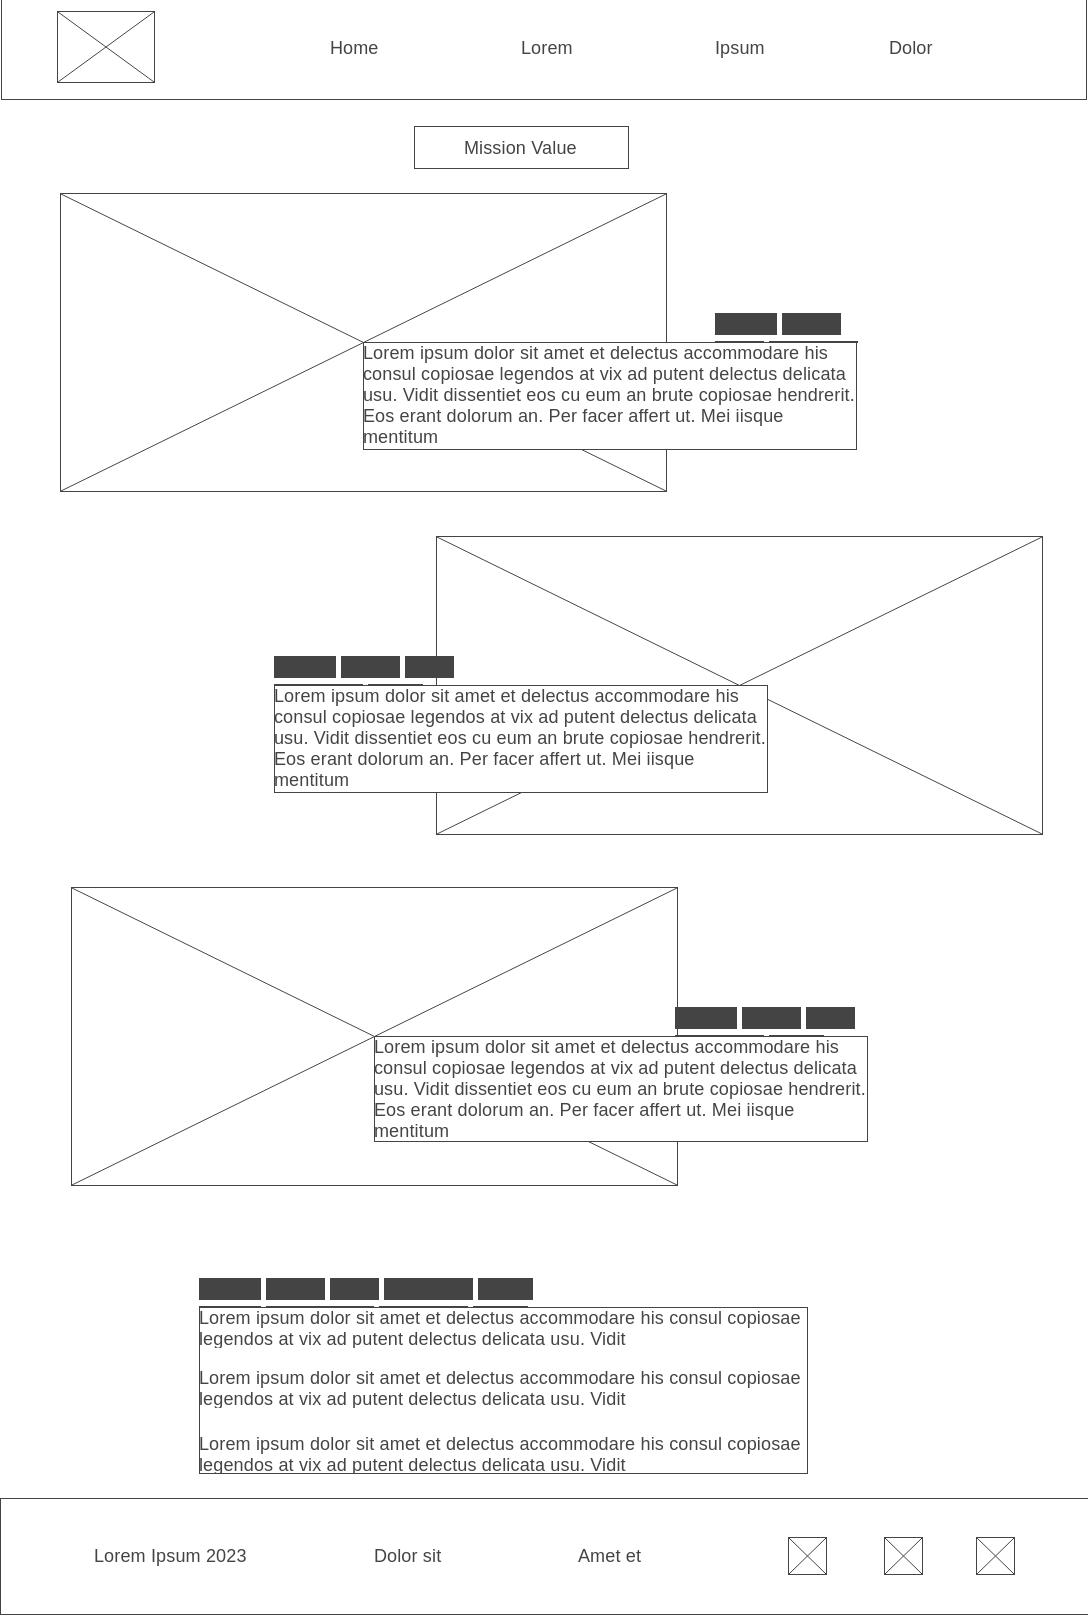 Home Lorem Ipsum Dolor
Mission Value
Lorem ipsum dolor sit amet et delectus accommodare his
consul copiosae legendos at vix ad putent delectus delicata
usu. Vidit dissentiet eos cu eum an brute copiosae hendrerit.
Eos erant dolorum an. Per facer affert ut. Mei iisque
mentitum
Lorem ipsum dolor sit amet et delectus accommodare his
consul copiosae legendos at vix ad putent delectus delicata
usu. Vidit dissentiet eos cu eum an brute copiosae hendrerit.
Eos erant dolorum an. Per facer affert ut. Mei iisque
mentitum
Lorem ipsum dolor sit amet et delectus accommodare his
consul copiosae legendos at vix ad putent delectus delicata
usu. Vidit dissentiet eos cu eum an brute copiosae hendrerit.
Eos erant dolorum an. Per facer affert ut. Mei iisque
mentitum
Lorem ipsum dolor sit amet et delectus accommodare his consul copiosae
legendos at vix ad putent delectus delicata usu. Vidit
Lorem ipsum dolor sit amet et delectus accommodare his consul copiosae
legendos at vix ad putent delectus delicata usu. Vidit
Lorem ipsum dolor sit amet et delectus accommodare his consul copiosae
legendos at vix ad putent delectus delicata usu. Vidit
Lorem Ipsum 2023 Dolor sit Amet et